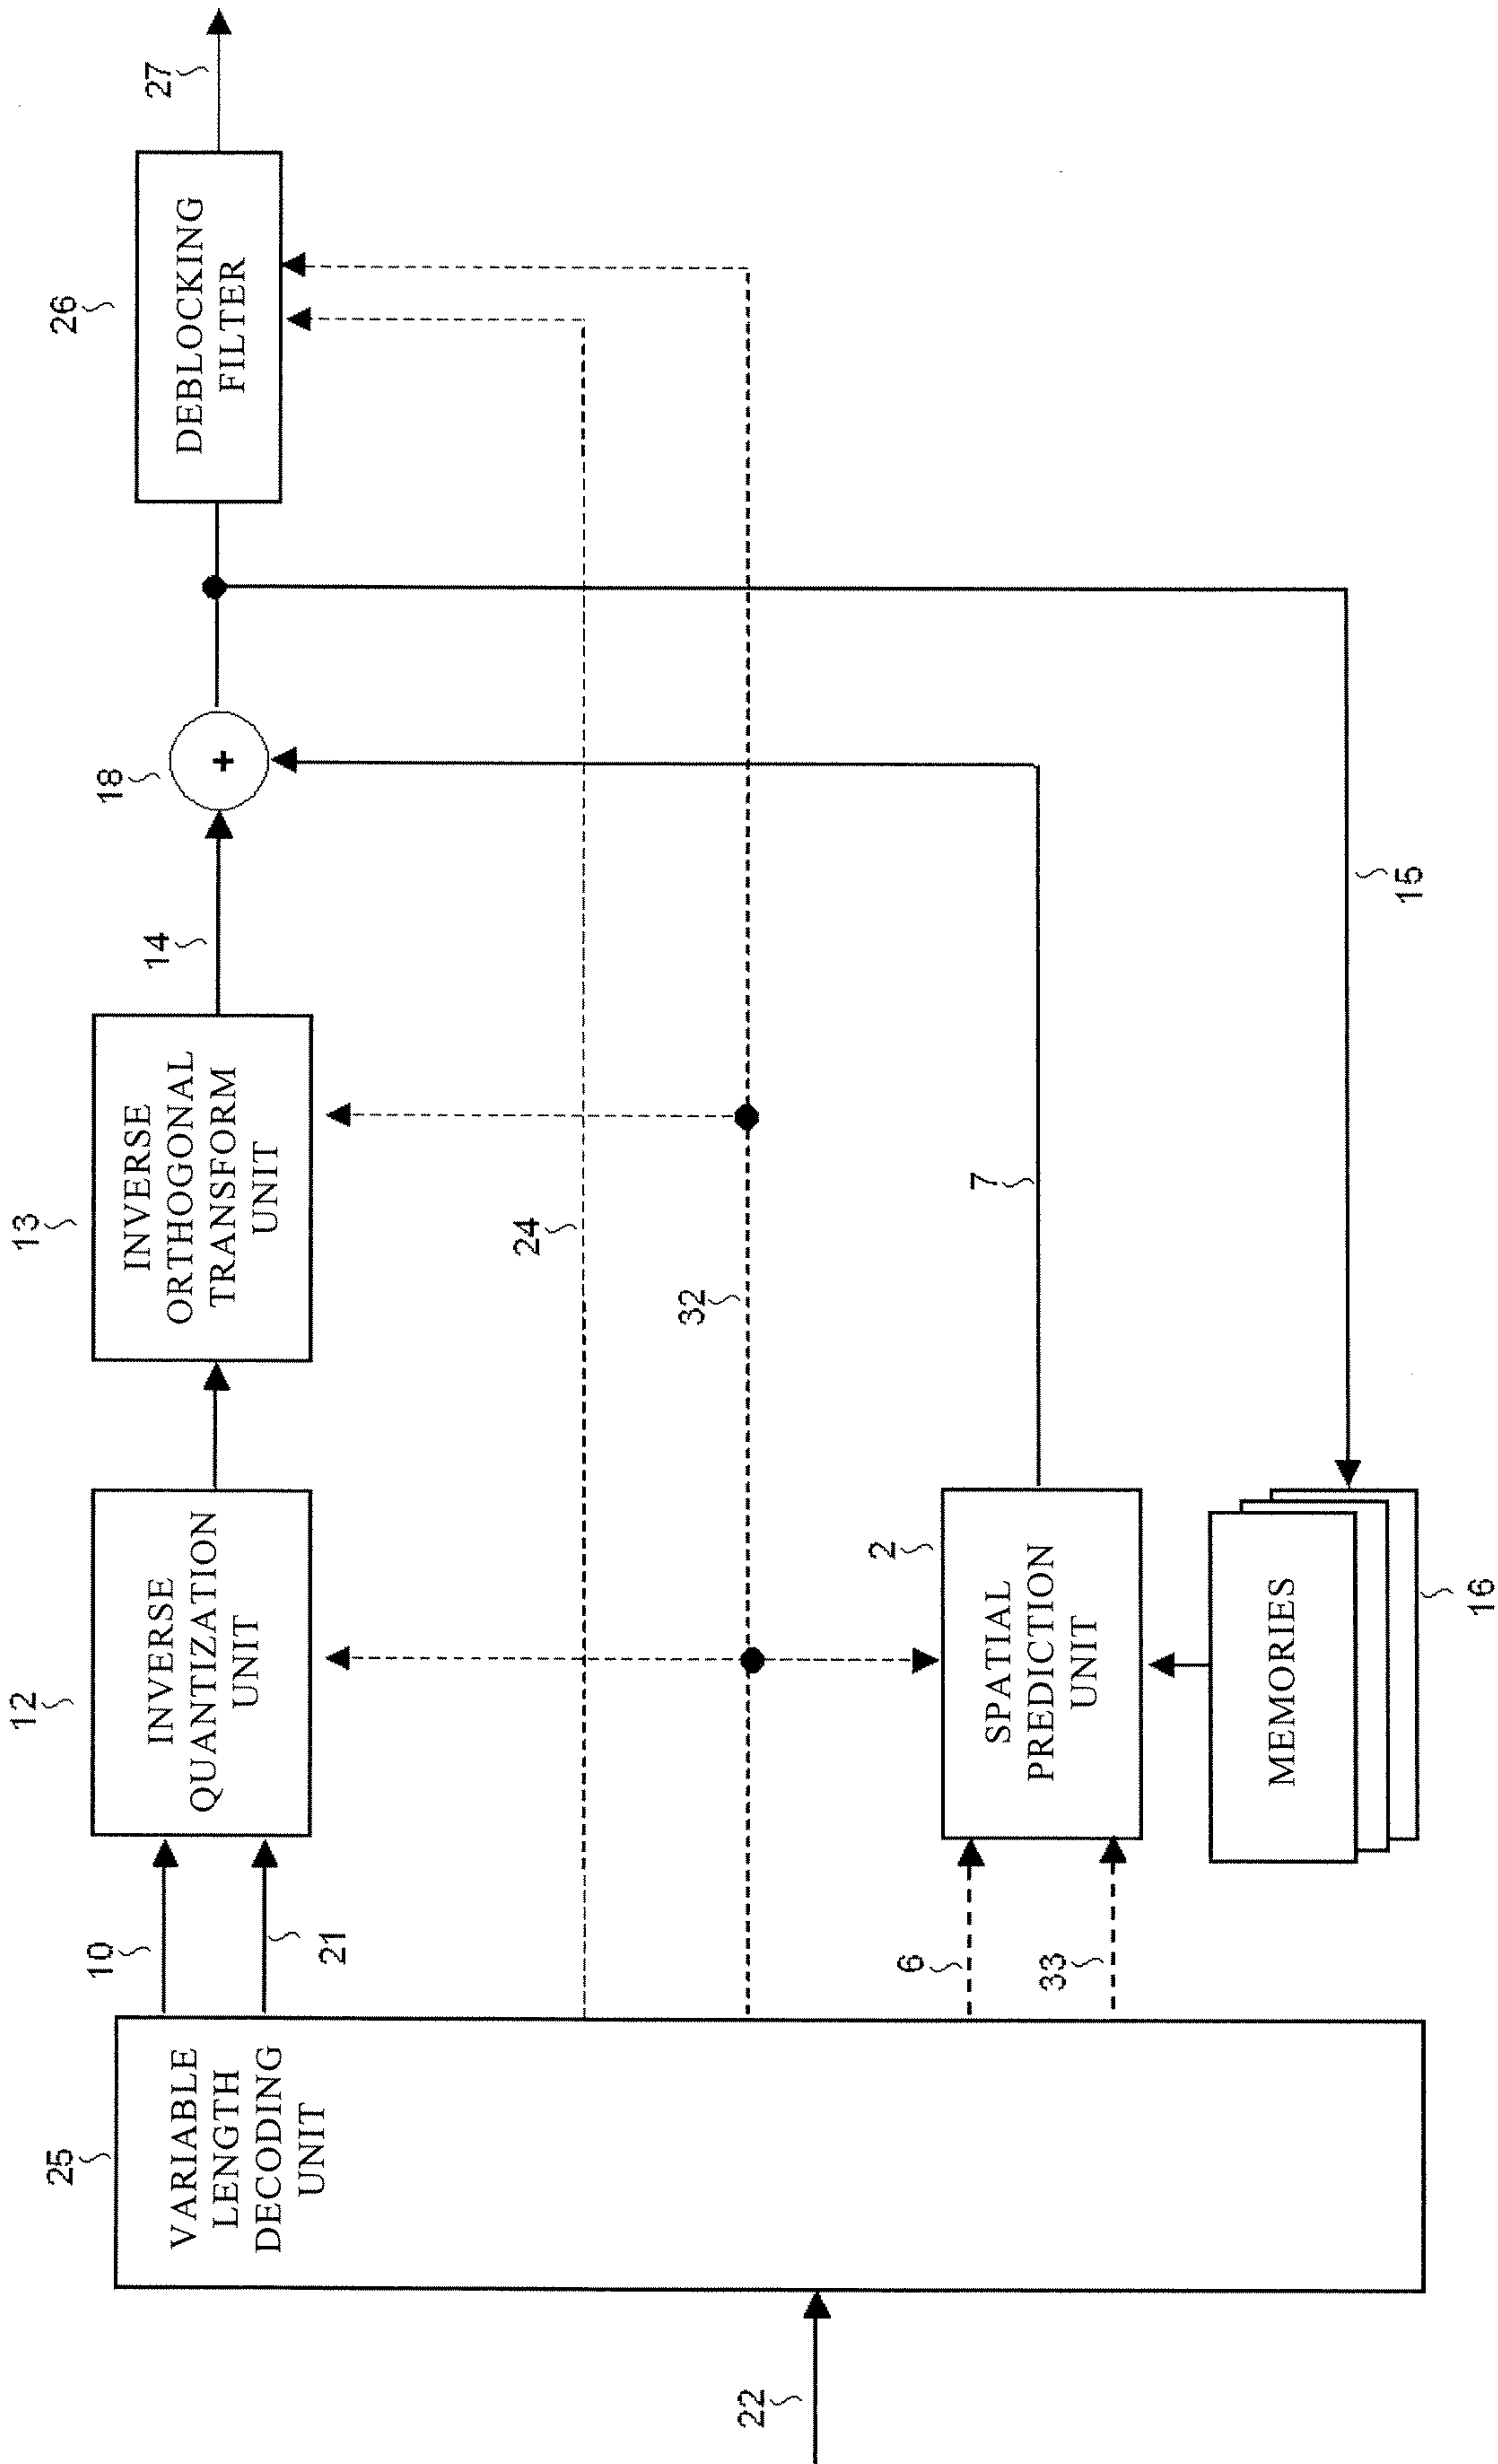 22
25
VARIABLE
LENGTH
DECODING
UNIT
10
21
6
33
12
INVERSE
QUANTIZATION
UNIT
2
SPATIAL
PREDICTION
UNIT
MEMORIES
16
13
INVERSE
ORTHOGONAL
TRANSFORM
UNIT
24
32
7
14
18
+
15
26
DEBLOCKING
FILTER
27